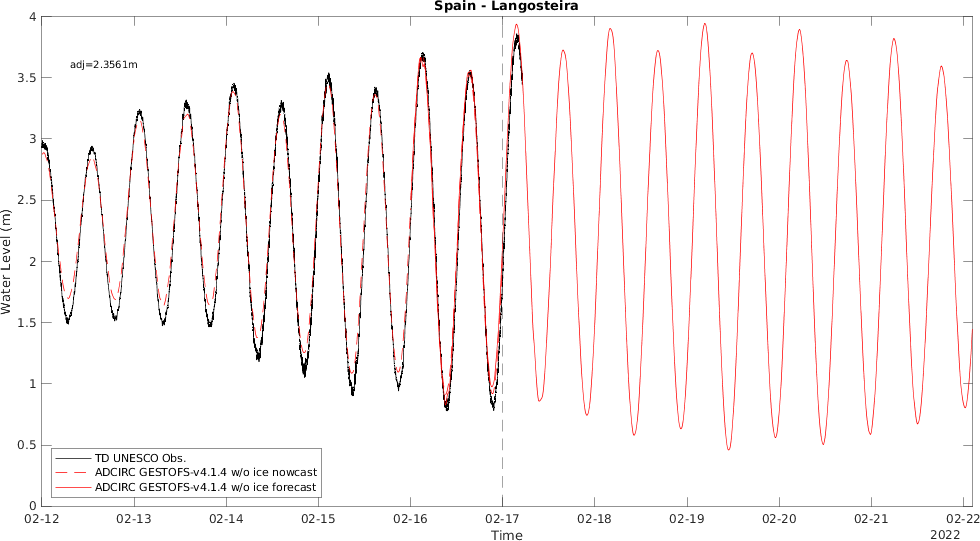 Spain - Langosteira
adj=2.3561m
Water Level (m)
4
3.5
3
2.5
2
1.5
1
0.5
0
TD UNESCO Obs.
ADCIRC GESTOFS-v4.1.4 w/o ice nowcast
ADCIRC GESTOFS-v4.1.4 w/o ice forecast
02-12 02-13 02-14 02-15 02-16 02-17 02-18 02-19 02-20 02-21 02-22
Time
2022